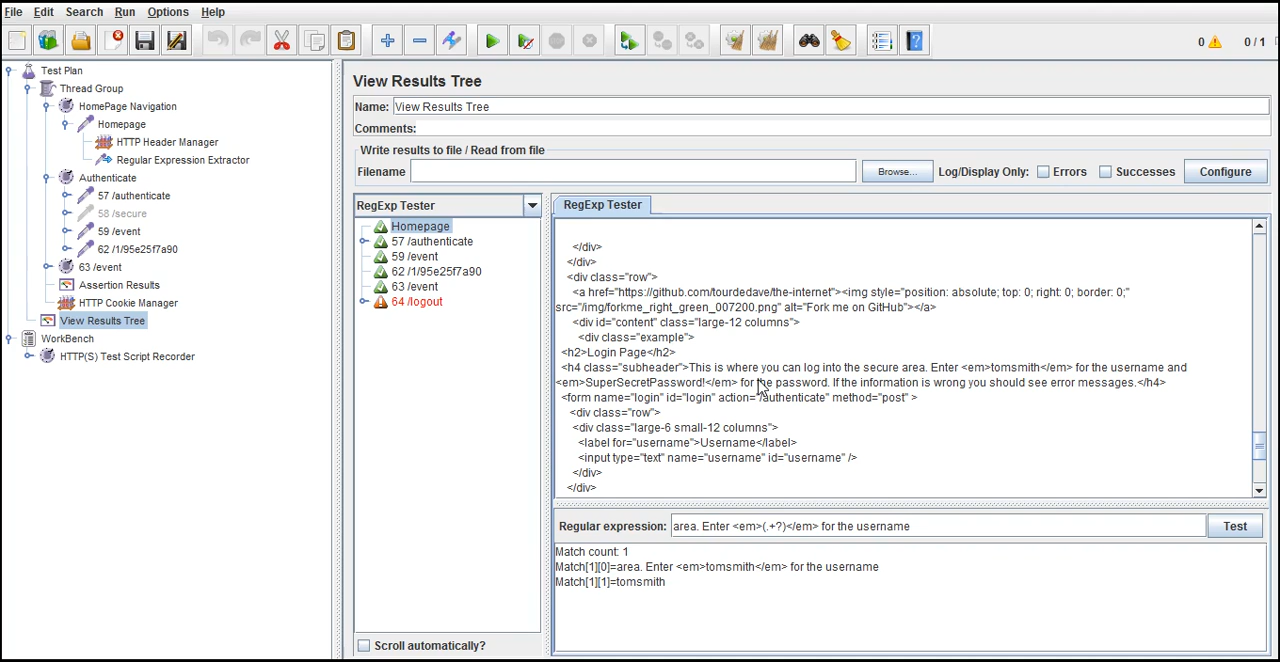 File Edit Search Run Options Help
0 0 / 1
Test Plan
Thread Group
HomePage Navigation
Homepage
HTTP Header Manager
Regular Expression Extractor
Authenticate
57 /authenticate
58 /secure
59 /event
62 /1/95e25f7a90
63 /event
Assertion Results
HTTP Cookie Manager
View Results Tree
WorkBench
HTTP(S) Test Script Recorder
View Results Tree
Name: View Results Tree
Comments:
Write results to file / Read from file
Filename Browse... Log/Display Only: Errors Successes Configure
RegExp Tester
Homepage
57 /authenticate
59 /event
62 /1/95e25f7a90
63 /event
64 /logout
Scroll automatically?
RegExp Tester
</div>
</div>
<div class="row">
<a href="https://github.com/tourdedave/the-internet"><img style="position: absolute; top: 0; right: 0; border: 0;"
src="/img/forkme_right_green_007200.png" alt="Fork me on GitHub"></a>
<div id="content" class="large-12 columns">
<div class="example">
<h2>Login Page</h2>
<h4 class="subheader">This is where you can log into the secure area. Enter <em>tomsmith</em> for the username and
<em>SuperSecretPassword!</em> for the password. If the information is wrong you should see error messages.</h4>
<form name="login" id="login" action="/authenticate" method="post" >
<div class="row">
<div class="large-6 small-12 columns">
<label for="username">Username</label>
<input type="text" name="username" id="username" />
</div>
</div>
Regular expression: area. Enter <em>(.+?)</em> for the username Test
Match count: 1
Match[1][0]=area. Enter <em>tomsmith</em> for the username
Match[1][1]=tomsmith